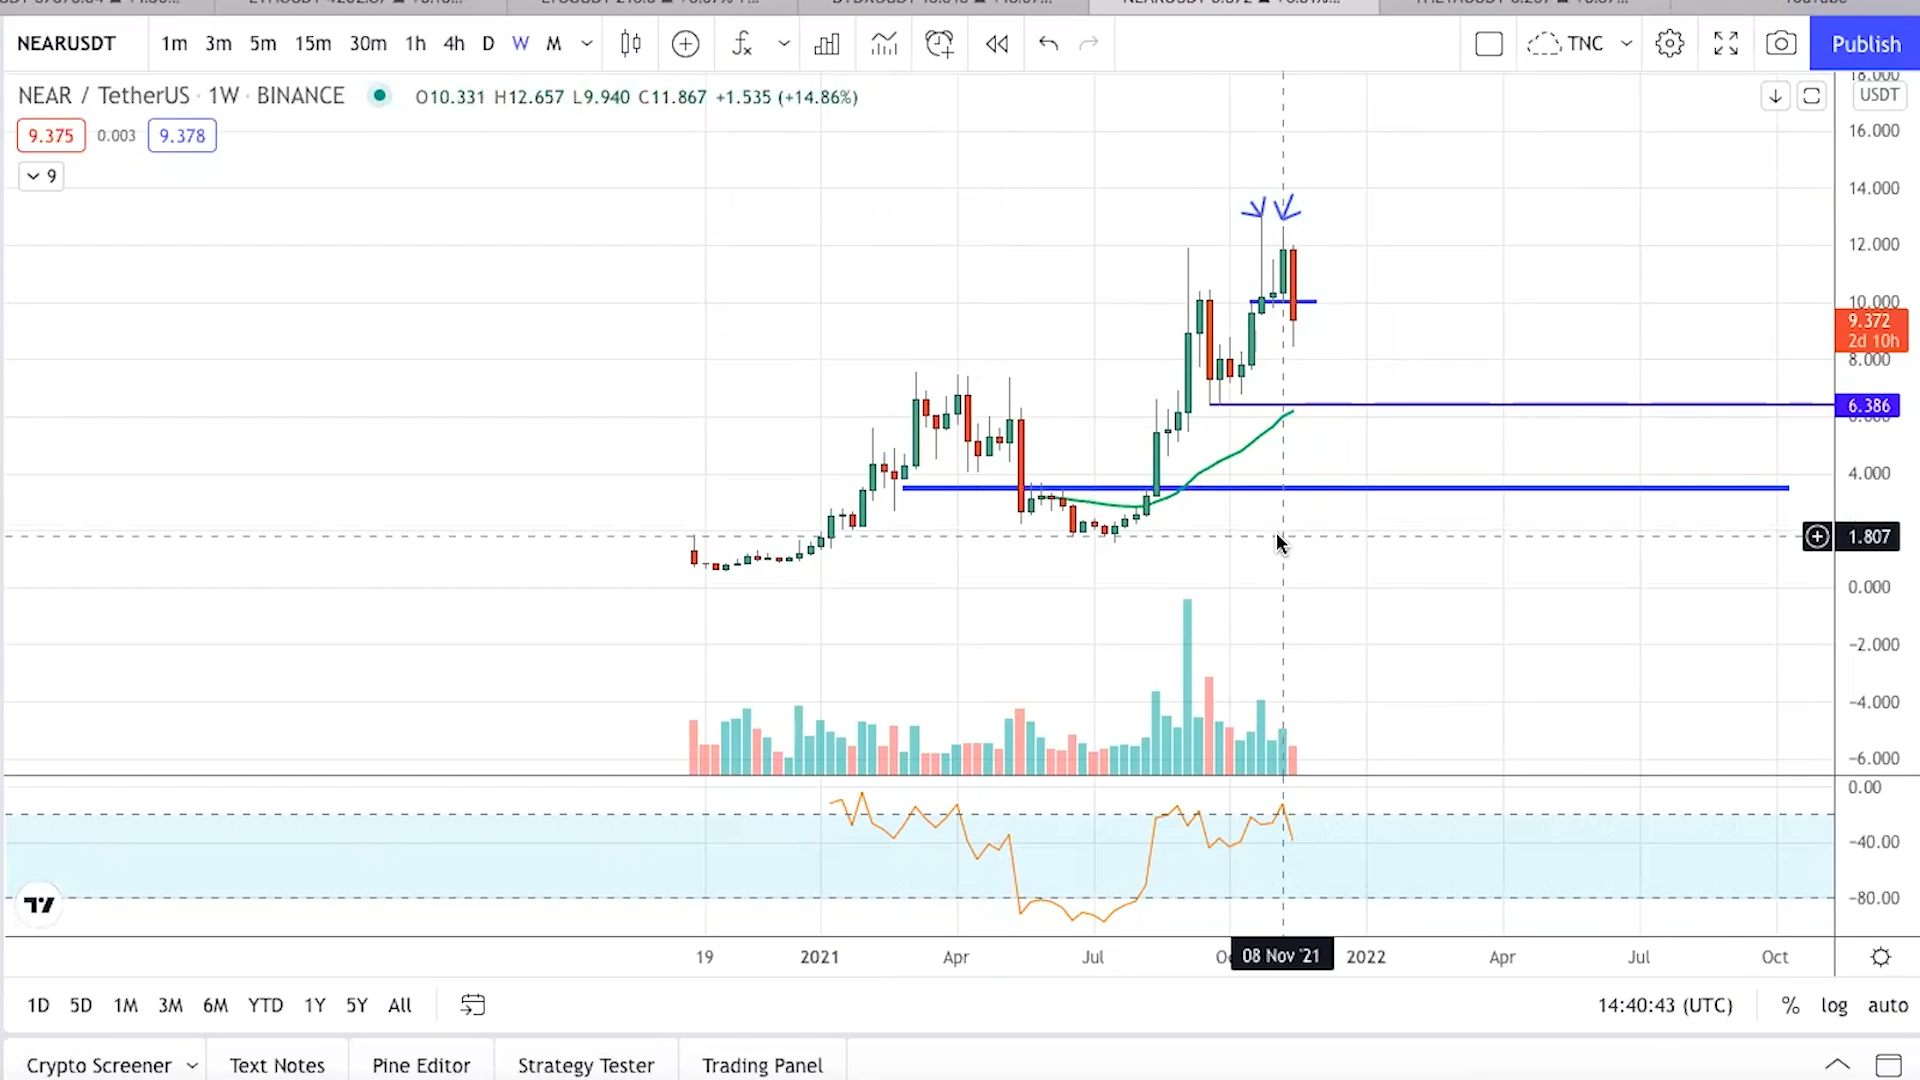 NEARUSDT 1m 3m 5m 15m 30m 1h 4h D W M TNC Publish
NEAR / TetherUS · 1W · BINANCE O10.331 H12.657 L9.940 C11.867 +1.535 (+14.86%)
9.375 0.003 9.378
9
18.000
USDT
16.000
14.000
12.000
10.000
9.372
2d 10h
8.000
6.386
6.000
4.000
1.807
0.000
−2.000
−4.000
−6.000
0.00
−40.00
−80.00
19 2021 Apr Jul 08 Nov '21 2022 Apr Jul Oct
1D 5D 1M 3M 6M YTD 1Y 5Y All 14:40:43 (UTC) % log auto
Crypto Screener Text Notes Pine Editor Strategy Tester Trading Panel